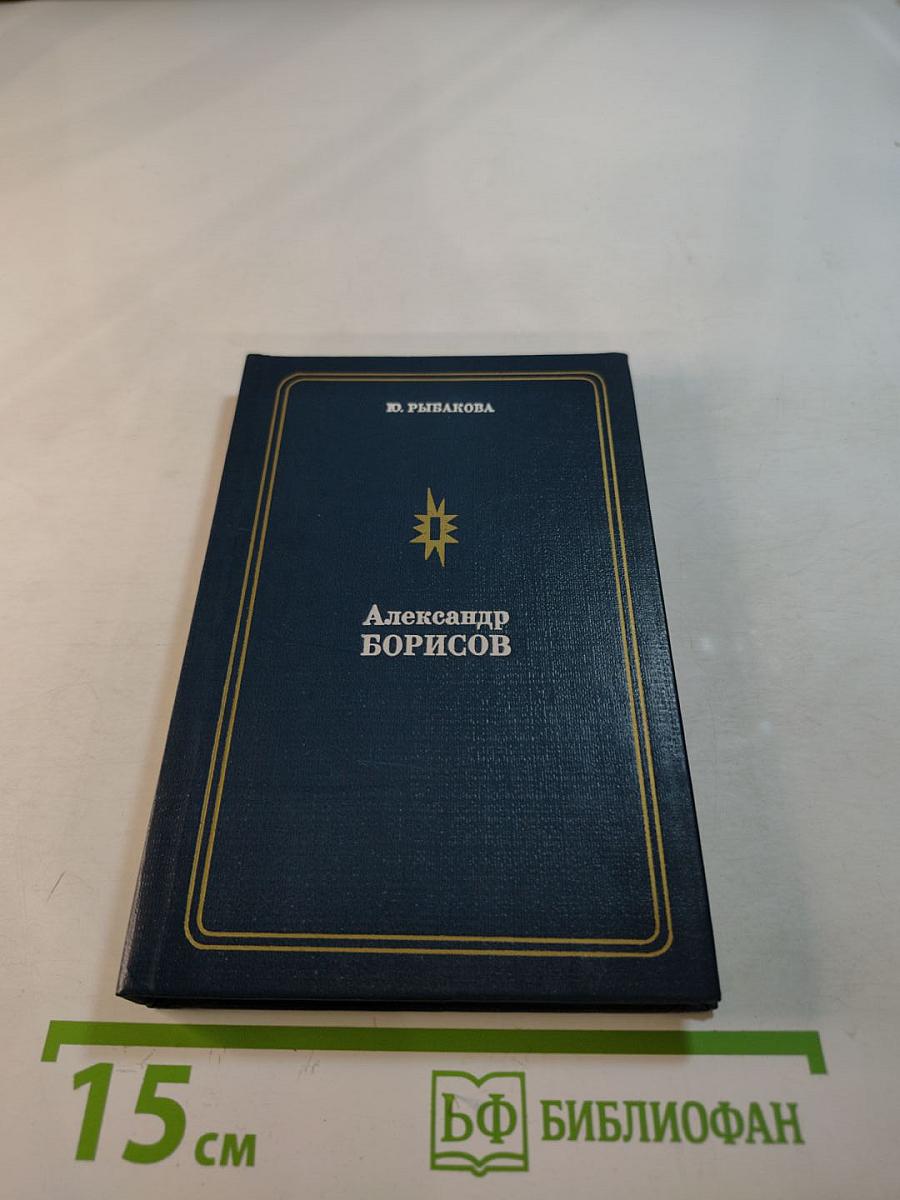 Ю. РЫБАКОВА
Александр
БОРИСОВ
15 см
БФ БИБЛИОФАН